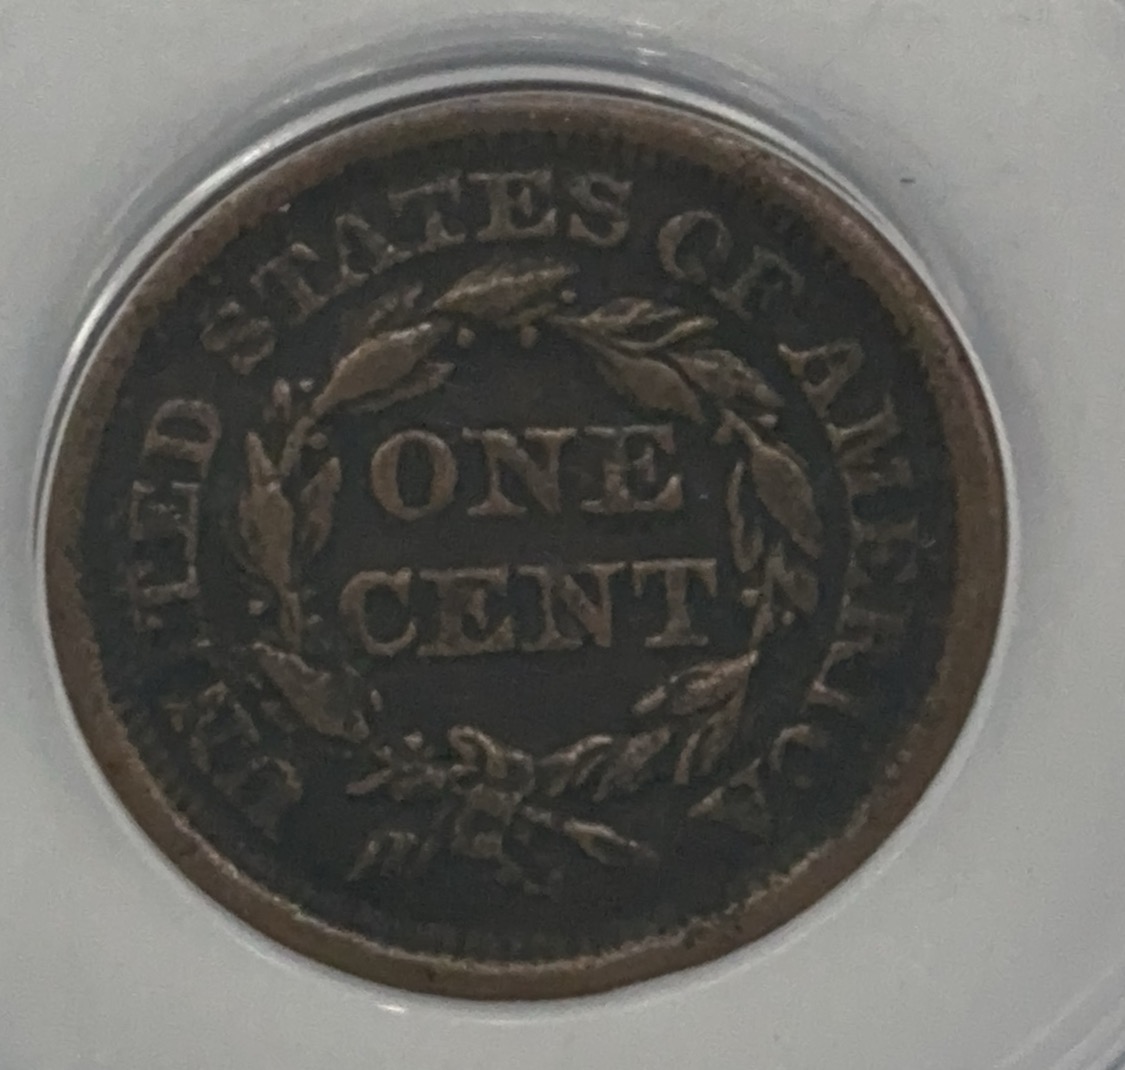 UNITED STATES OF AMERICA
ONE
CENT